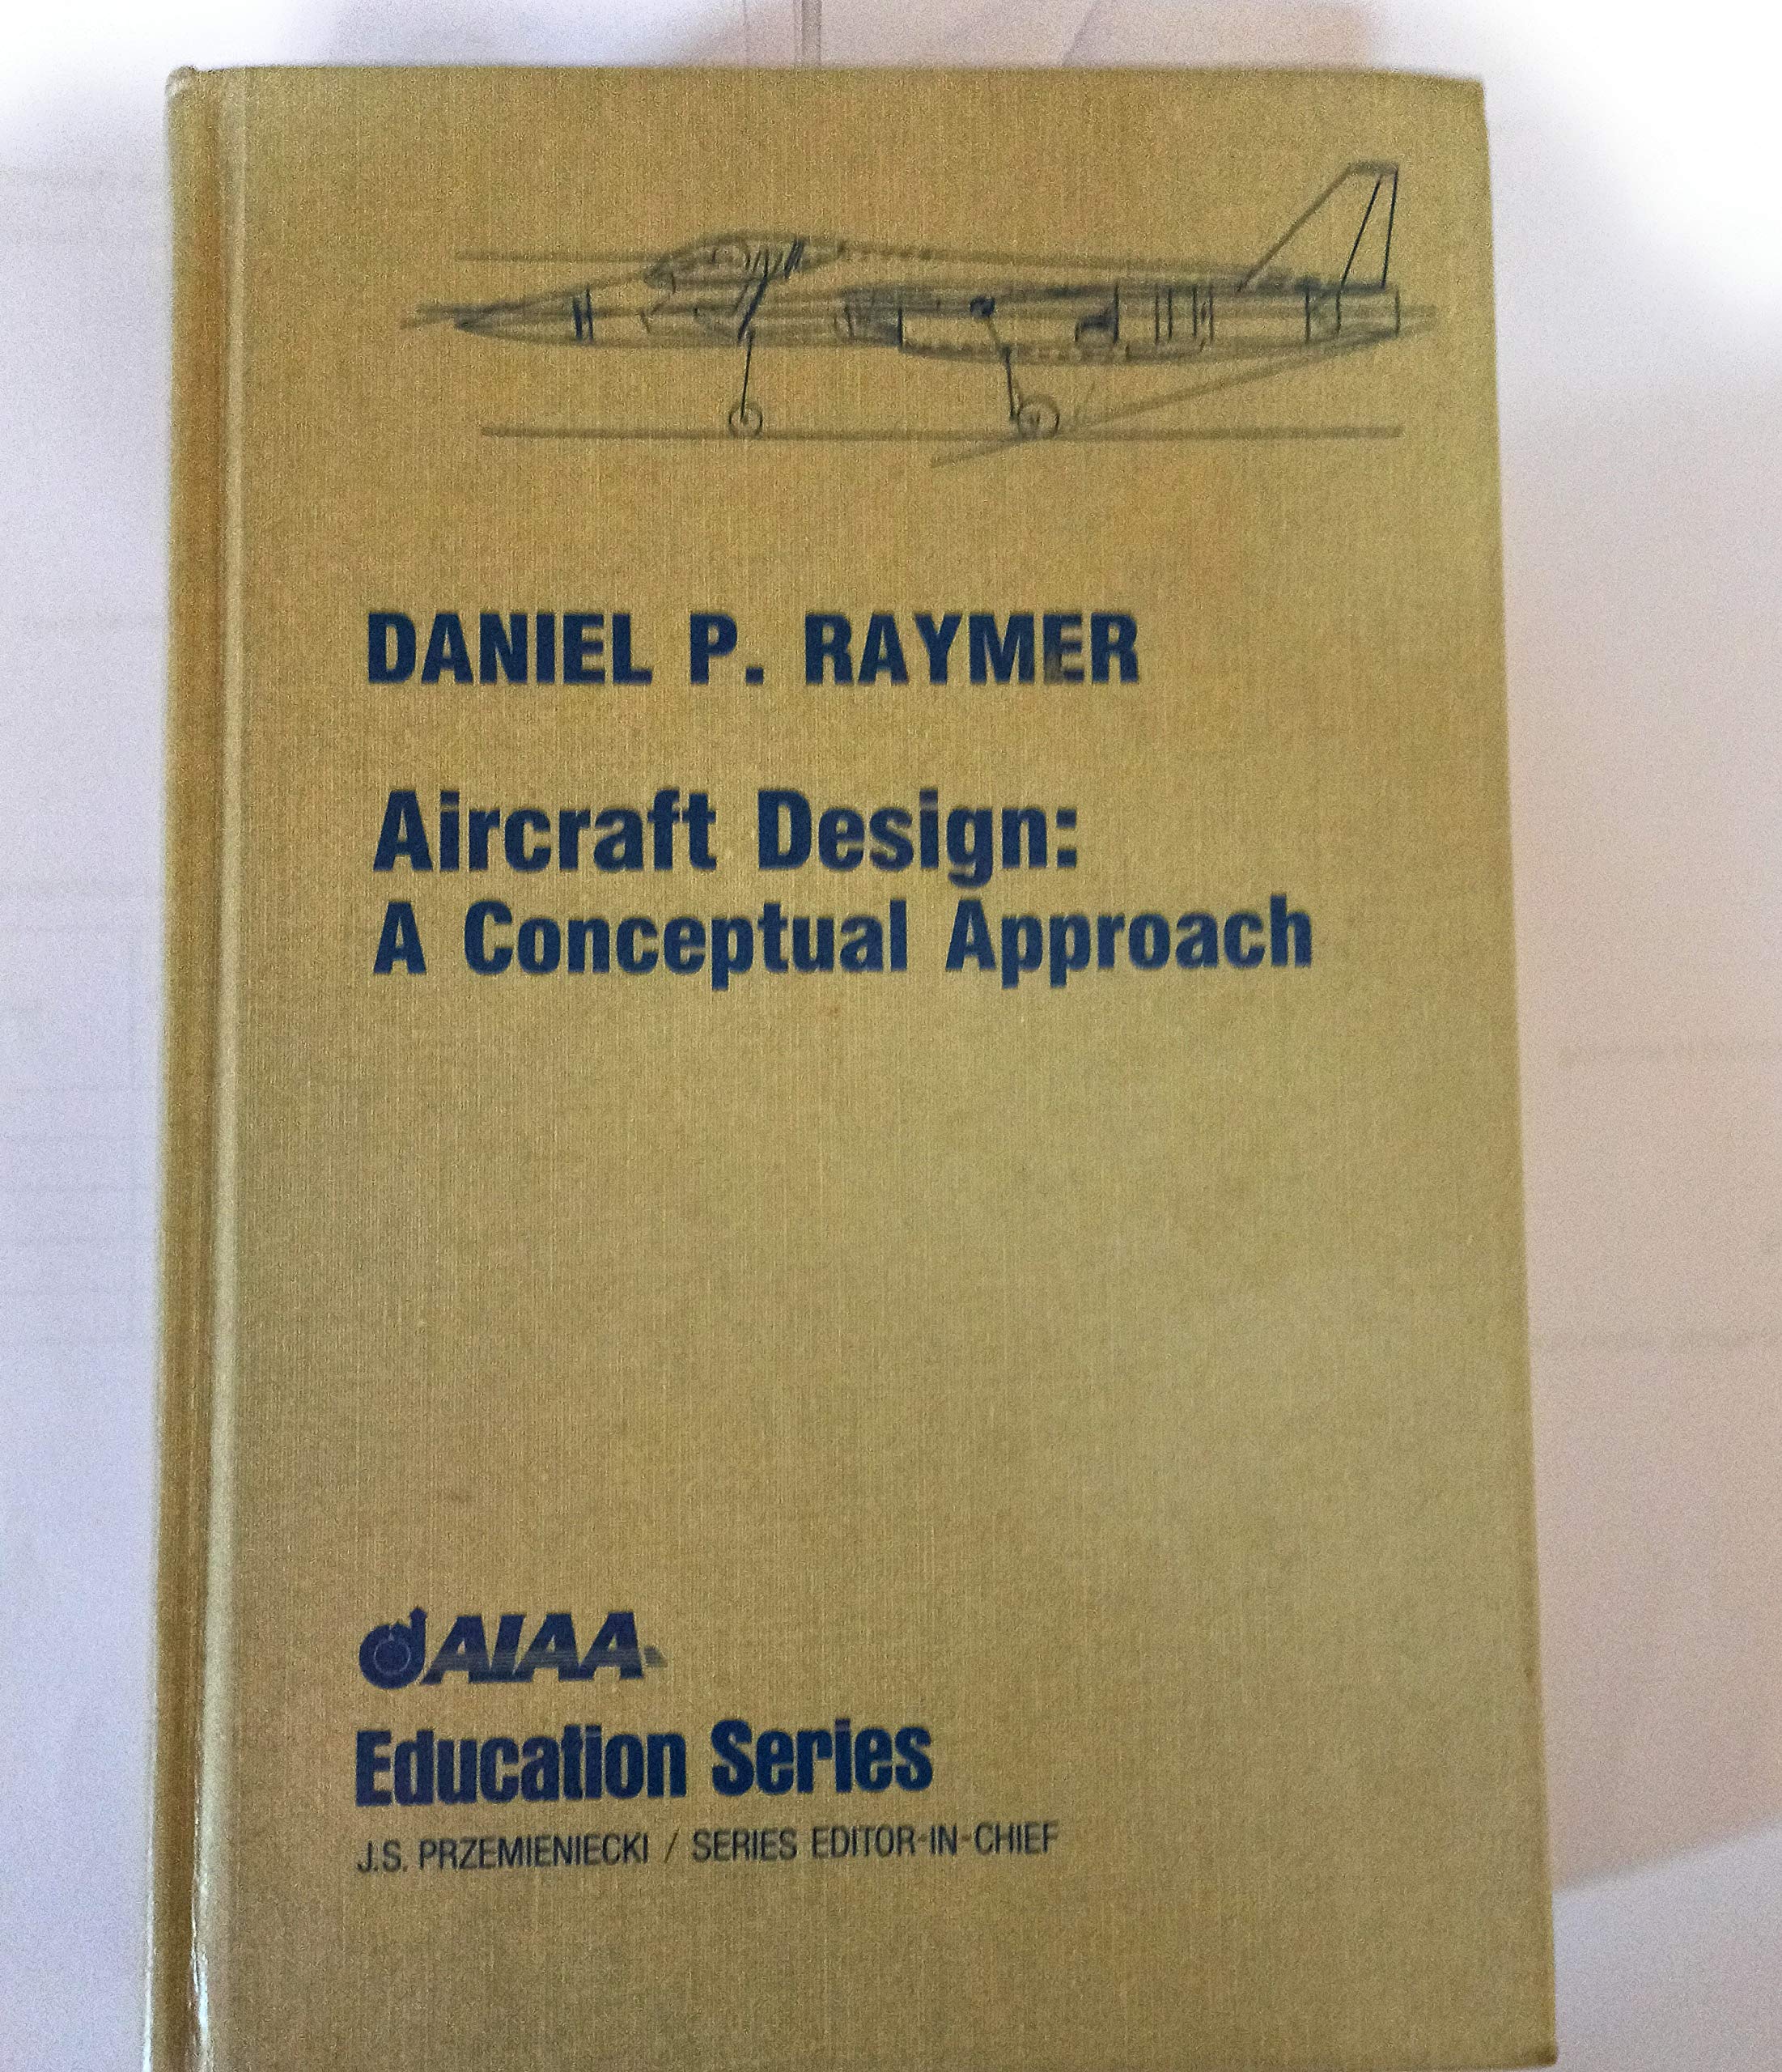 DANIEL P. RAYMER
Aircraft Design:
A Conceptual Approach
AIAA
Education Series
J.S. PRZEMIENIECKI / SERIES EDITOR-IN-CHIEF